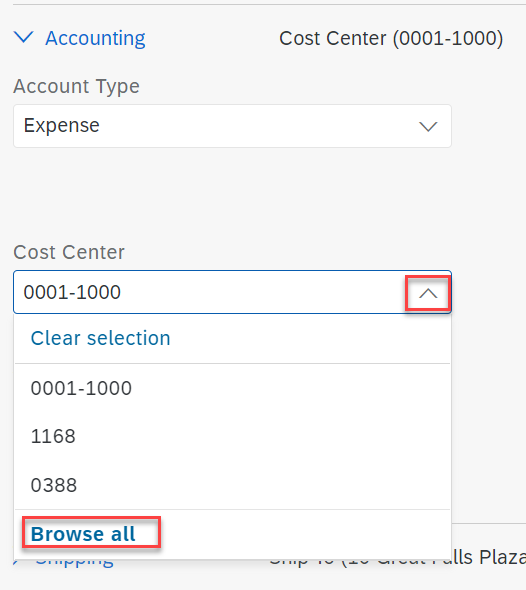 Accounting Cost Center (0001-1000)
Account Type
Expense
Cost Center
0001-1000
Clear selection
0001-1000
1168
0388
Browse all
Shipping Ship To (10 Great Falls Plaza